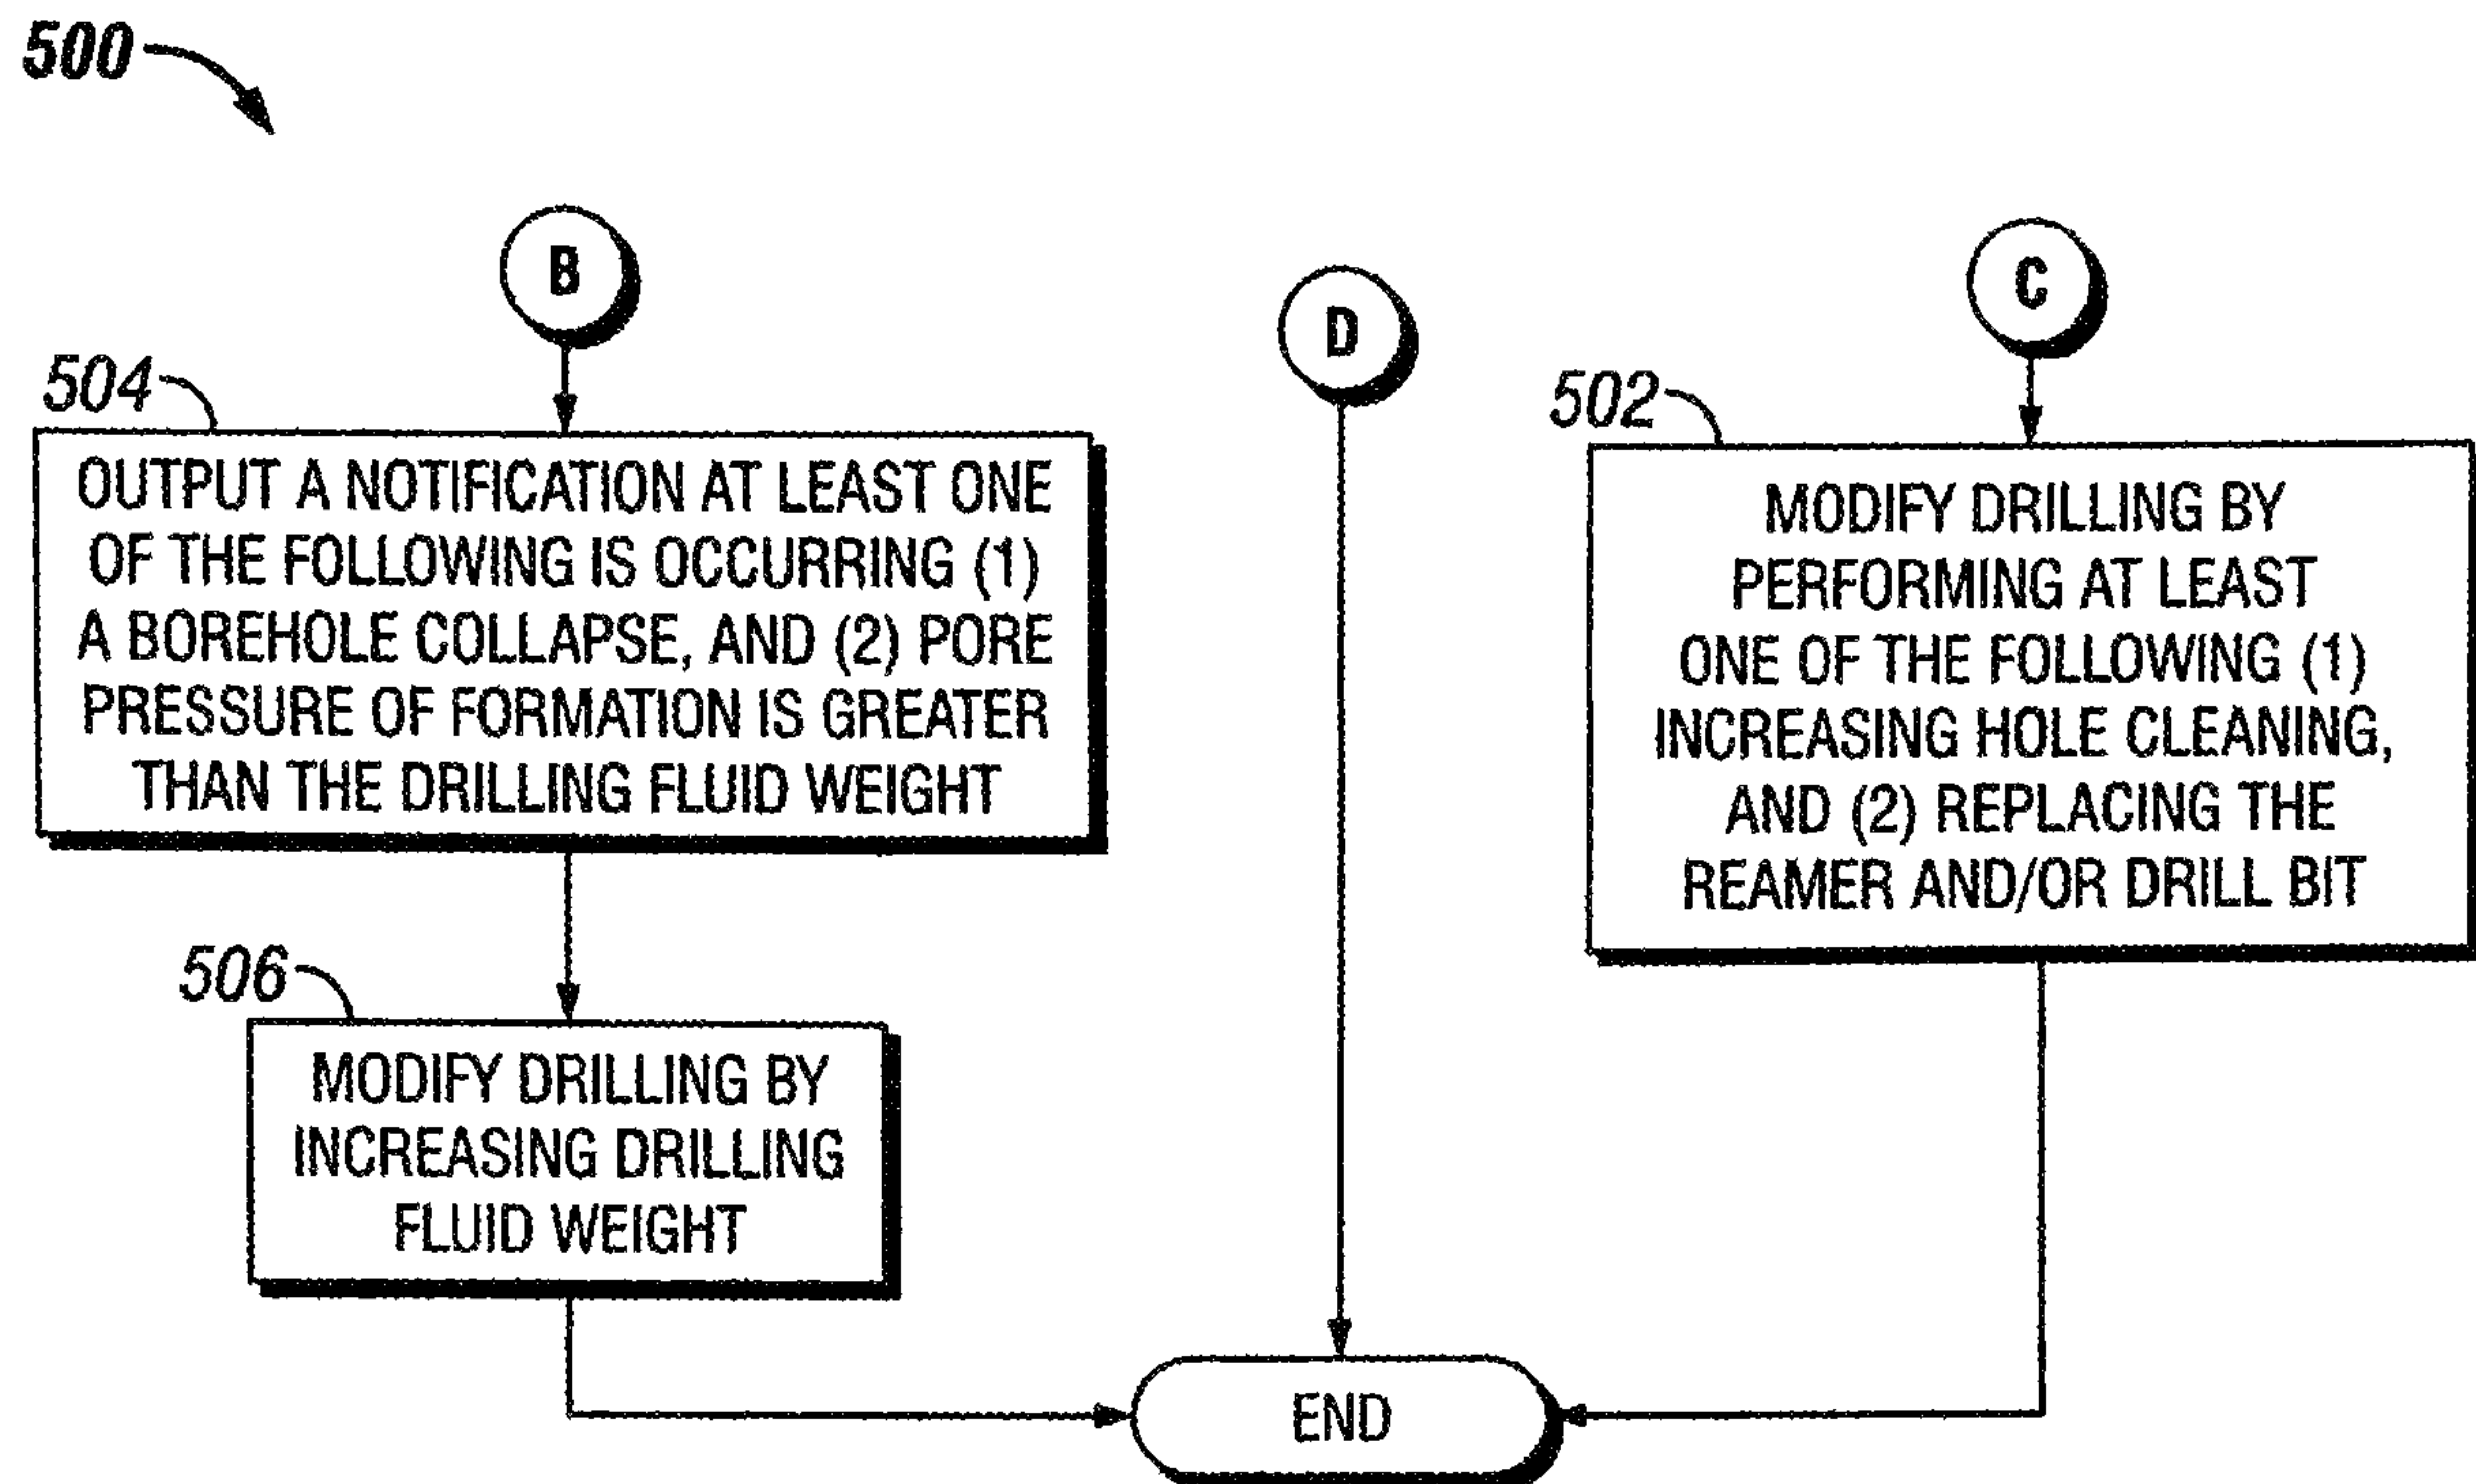 500
B
D
C
504
OUTPUT A NOTIFICATION AT LEAST ONE
OF THE FOLLOWING IS OCCURRING (1)
A BOREHOLE COLLAPSE, AND (2) PORE
PRESSURE OF FORMATION IS GREATER
THAN THE DRILLING FLUID WEIGHT
502
MODIFY DRILLING BY
PERFORMING AT LEAST
ONE OF THE FOLLOWING (1)
INCREASING HOLE CLEANING,
AND (2) REPLACING THE
REAMER AND/OR DRILL BIT
506
MODIFY DRILLING BY
INCREASING DRILLING
FLUID WEIGHT
END